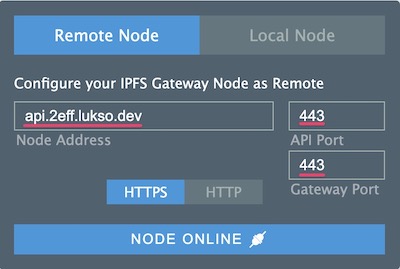 Remote Node Local Node
Configure your IPFS Gateway Node as Remote
api.2eff.lukso.dev 443
Node Address API Port
443
HTTPS HTTP Gateway Port
NODE ONLINE